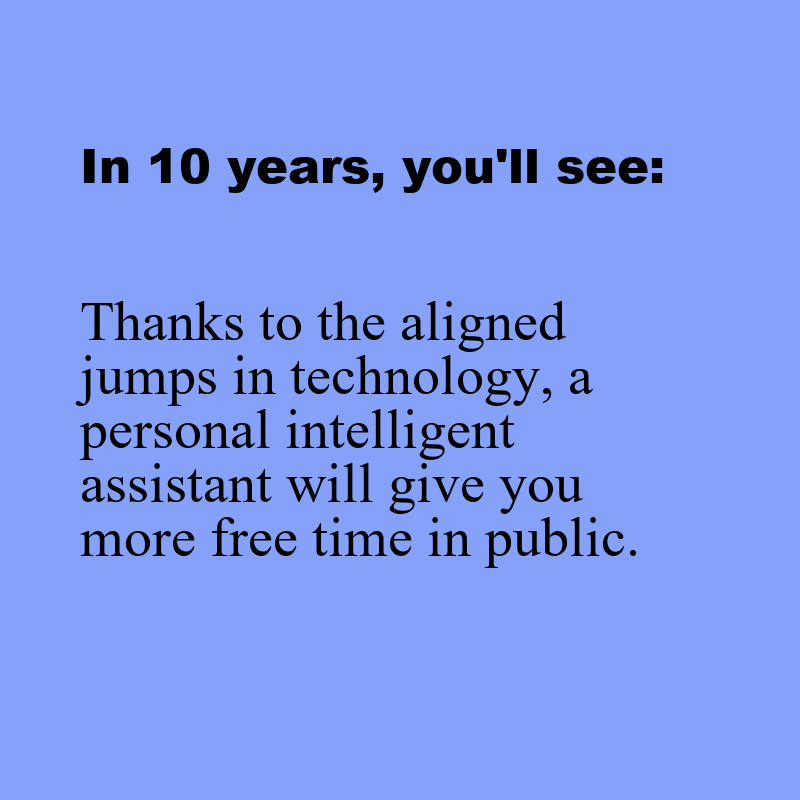 In 10 years, you'll see:
Thanks to the aligned
jumps in technology, a
personal intelligent
assistant will give you
more free time in public.